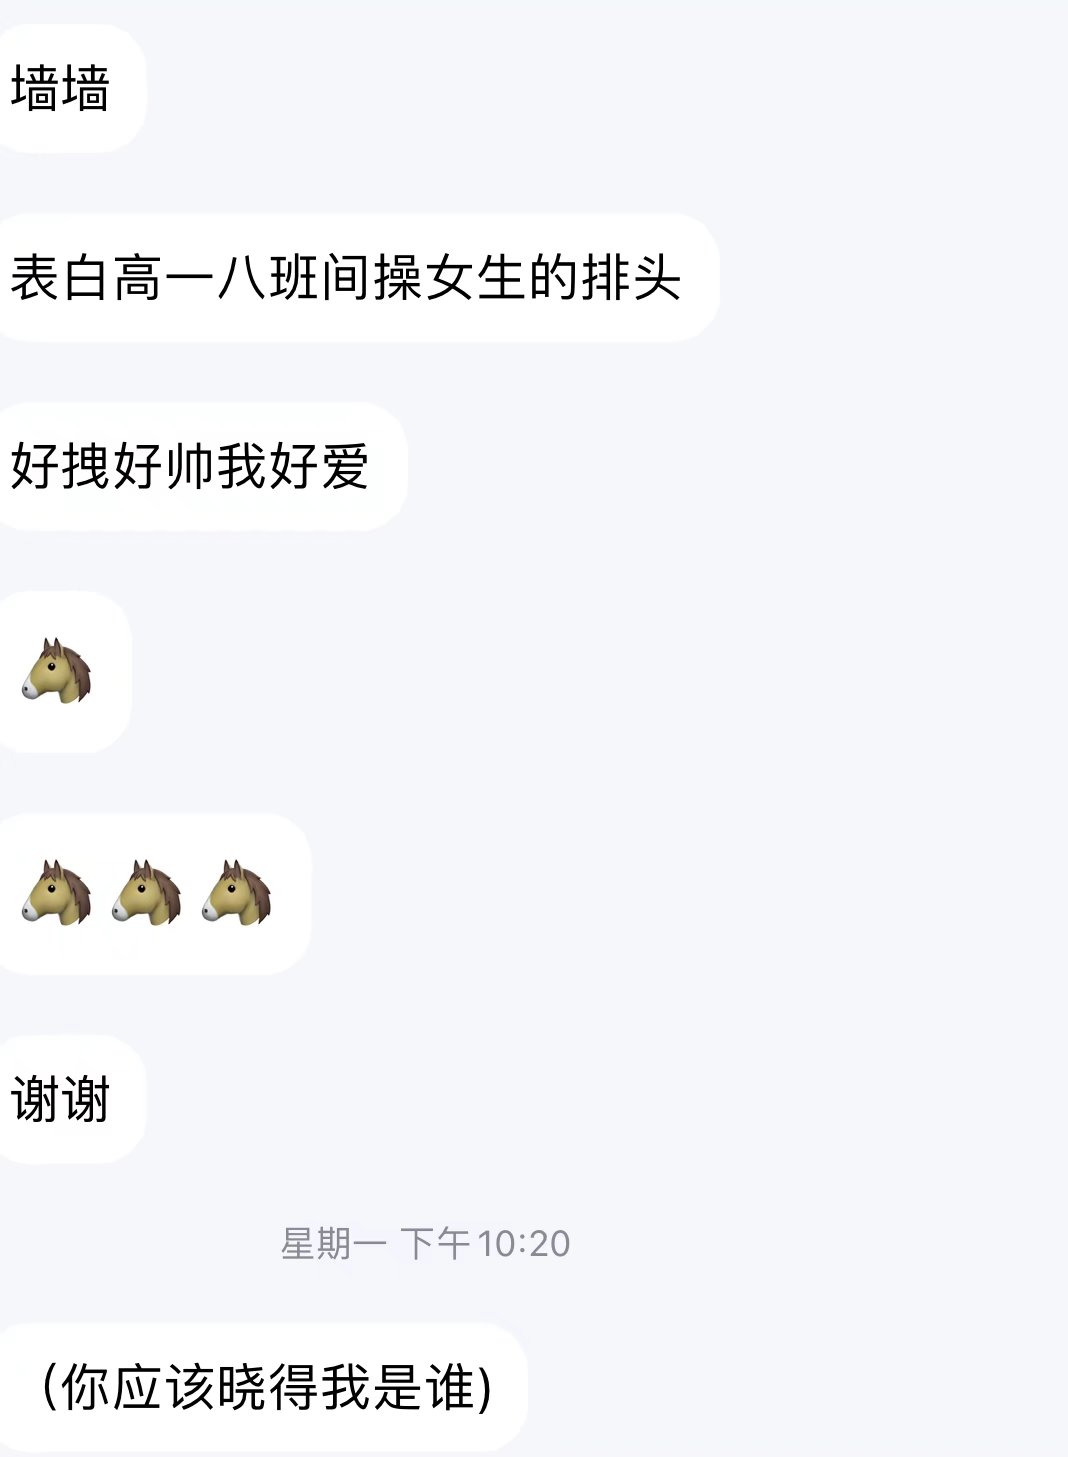 墙墙
表白高一八班间操女生的排头
好拽好帅我好爱
🐴
🐴🐴🐴
谢谢
星期一 下午10:20
（你应该晓得我是谁)